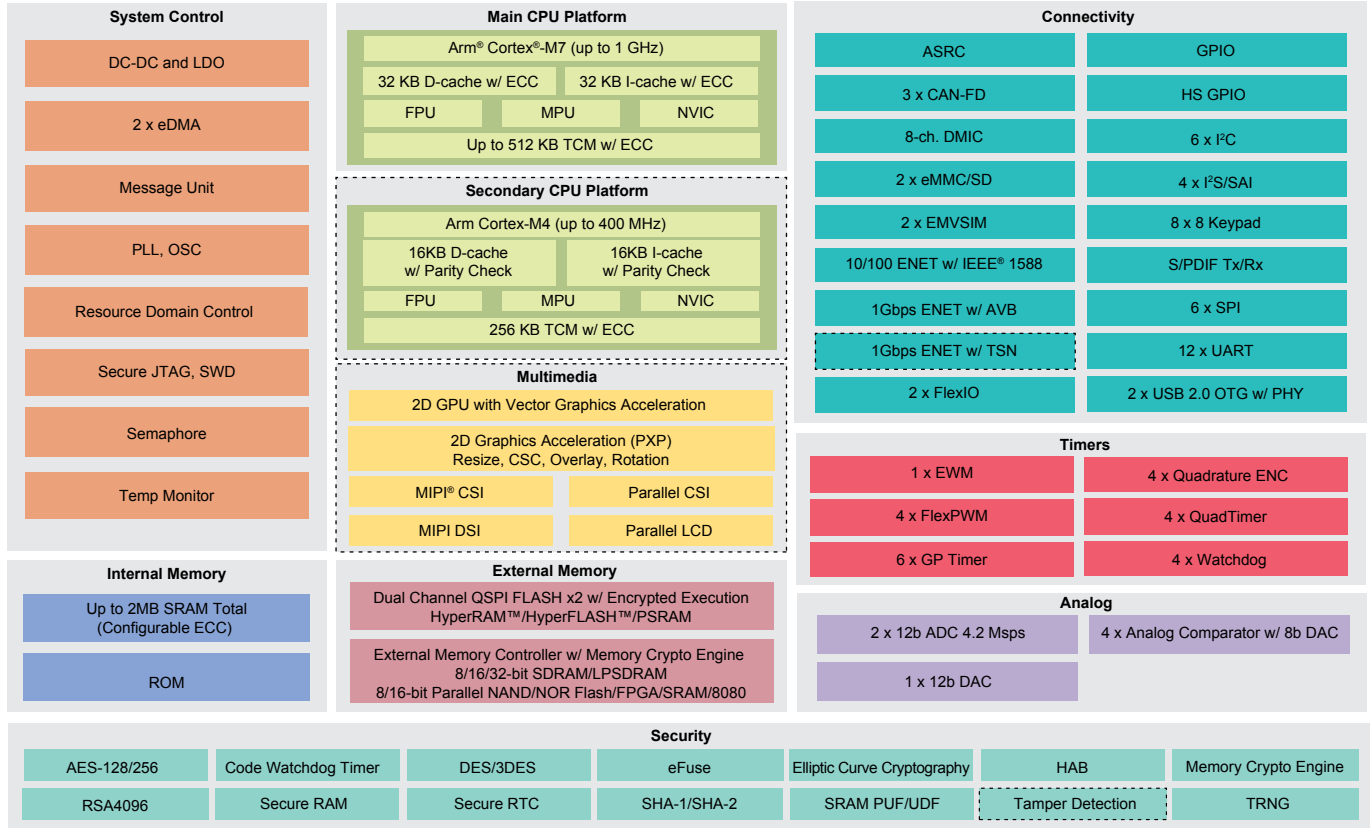 System Control
DC-DC and LDO
2 x eDMA
Message Unit
PLL, OSC
Resource Domain Control
Secure JTAG, SWD
Semaphore
Temp Monitor
Main CPU Platform
Arm® Cortex®-M7 (up to 1 GHz)
32 KB D-cache w/ ECC
32 KB I-cache w/ ECC
FPU
MPU
NVIC
Up to 512 KB TCM w/ ECC
Secondary CPU Platform
Arm Cortex-M4 (up to 400 MHz)
16KB D-cache
w/ Parity Check
16KB I-cache
w/ Parity Check
FPU
MPU
NVIC
256 KB TCM w/ ECC
Multimedia
2D GPU with Vector Graphics Acceleration
2D Graphics Acceleration (PXP)
Resize, CSC, Overlay, Rotation
MIPI® CSI
Parallel CSI
MIPI DSI
Parallel LCD
Connectivity
ASRC
GPIO
3 x CAN-FD
HS GPIO
8-ch. DMIC
6 x I²C
2 x eMMC/SD
4 x I²S/SAI
2 x EMVSIM
8 x 8 Keypad
10/100 ENET w/ IEEE® 1588
S/PDIF Tx/Rx
1Gbps ENET w/ AVB
6 x SPI
1Gbps ENET w/ TSN
12 x UART
2 x FlexIO
2 x USB 2.0 OTG w/ PHY
Timers
1 x EWM
4 x Quadrature ENC
4 x FlexPWM
4 x QuadTimer
6 x GP Timer
4 x Watchdog
Internal Memory
Up to 2MB SRAM Total
(Configurable ECC)
ROM
External Memory
Dual Channel QSPI FLASH x2 w/ Encrypted Execution
HyperRAM™/HyperFLASH™/PSRAM
External Memory Controller w/ Memory Crypto Engine
8/16/32-bit SDRAM/LPSDRAM
8/16-bit Parallel NAND/NOR Flash/FPGA/SRAM/8080
Analog
2 x 12b ADC 4.2 Msps
4 x Analog Comparator w/ 8b DAC
1 x 12b DAC
Security
AES-128/256
Code Watchdog Timer
DES/3DES
eFuse
Elliptic Curve Cryptography
HAB
Memory Crypto Engine
RSA4096
Secure RAM
Secure RTC
SHA-1/SHA-2
SRAM PUF/UDF
Tamper Detection
TRNG